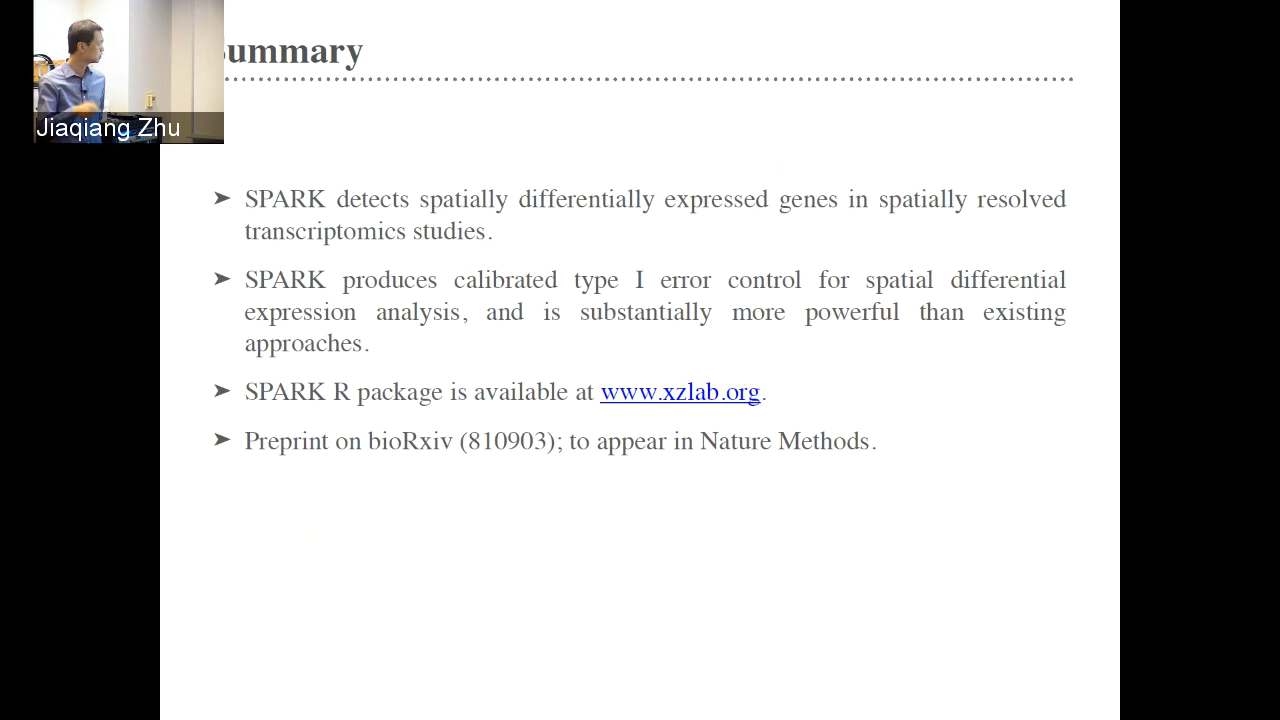 ummary
Jiaqiang Zhu
➤ SPARK detects spatially differentially expressed genes in spatially resolved
transcriptomics studies.
➤ SPARK produces calibrated type I error control for spatial differential
expression analysis, and is substantially more powerful than existing
approaches.
➤ SPARK R package is available at www.xzlab.org.
➤ Preprint on bioRxiv (810903); to appear in Nature Methods.